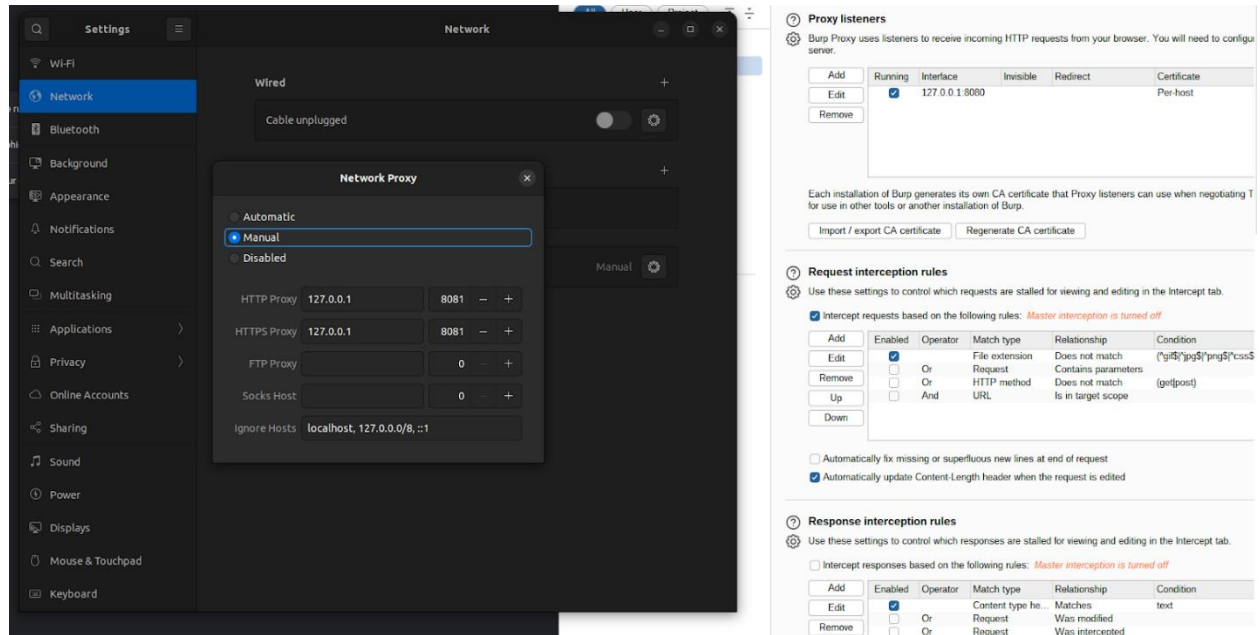 Settings
Network
Wi-Fi
Network
Bluetooth
Background
Appearance
Notifications
Search
Multitasking
Applications
Privacy
Online Accounts
Sharing
Sound
Power
Displays
Mouse & Touchpad
Keyboard
Wired
Cable unplugged
Manual
Network Proxy
Automatic
Manual
Disabled
HTTP Proxy 127.0.0.1 8081
HTTPS Proxy 127.0.0.1 8081
FTP Proxy 0
Socks Host 0
Ignore Hosts localhost, 127.0.0.0/8, ::1
Proxy listeners
Burp Proxy uses listeners to receive incoming HTTP requests from your browser. You will need to configu
server.
Add Running Interface Invisible Redirect Certificate
Edit 127.0.0.1:8080 Per-host
Remove
Each installation of Burp generates its own CA certificate that Proxy listeners can use when negotiating T
for use in other tools or another installation of Burp.
Import / export CA certificate Regenerate CA certificate
Request interception rules
Use these settings to control which requests are stalled for viewing and editing in the Intercept tab.
Intercept requests based on the following rules: Master interception is turned off
Add Enabled Operator Match type Relationship Condition
Edit File extension Does not match (^gif$|^jpg$|^png$|^css$
Remove Or Request Contains parameters
Or HTTP method Does not match (get|post)
Up And URL Is in target scope
Down
Automatically fix missing or superfluous new lines at end of request
Automatically update Content-Length header when the request is edited
Response interception rules
Use these settings to control which responses are stalled for viewing and editing in the Intercept tab.
Intercept responses based on the following rules: Master interception is turned off
Add Enabled Operator Match type Relationship Condition
Edit Content type he... Matches text
Remove Or Request Was modified
Or Request Was intercepted